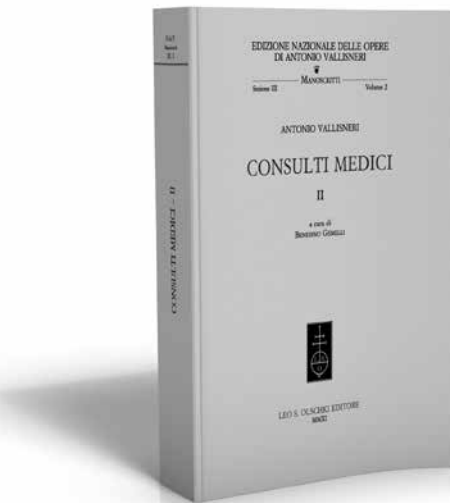 EDIZIONE NAZIONALE DELLE OPERE
DI ANTONIO VALLISNERI
MANOSCRITTI
Sezione III Volume 2
ANTONIO VALLISNERI
CONSULTI MEDICI
II
a cura di
BENEDINO GEMELLI
LEO S. OLSCHKI EDITORE
CONSULTI MEDICI - II